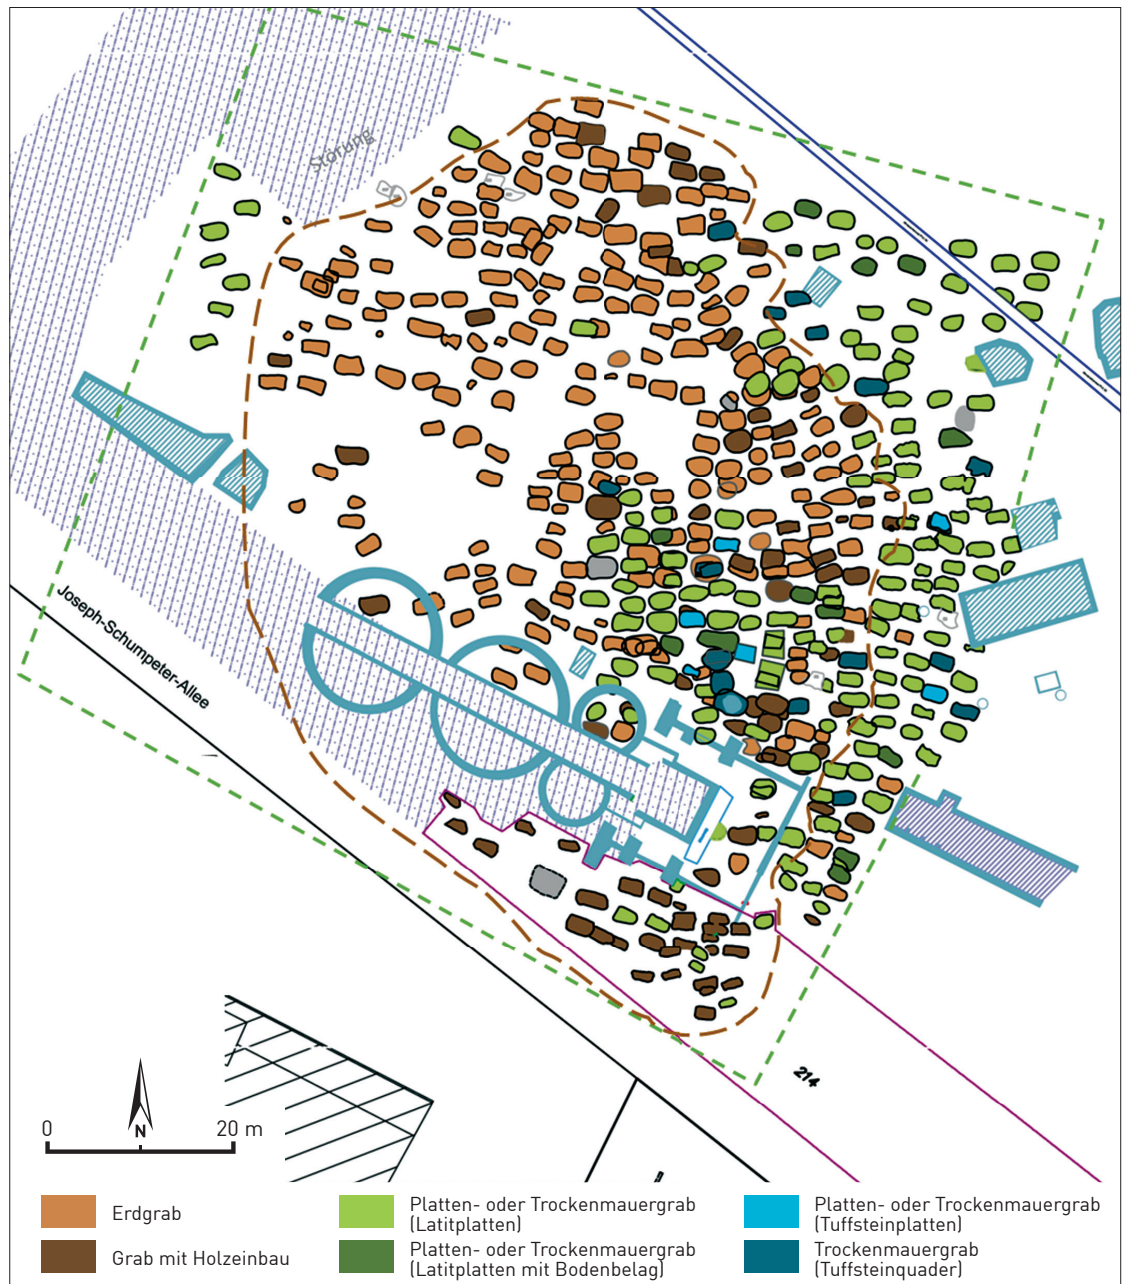 Störung
Joseph-Schumpeter-Allee
214
0 20 m
N
Erdgrab
Grab mit Holzeinbau
Platten- oder Trockenmauergrab
(Latitplatten)
Platten- oder Trockenmauergrab
(Latitplatten mit Bodenbelag)
Platten- oder Trockenmauergrab
(Tuffsteinplatten)
Trockenmauergrab
(Tuffsteinquader)